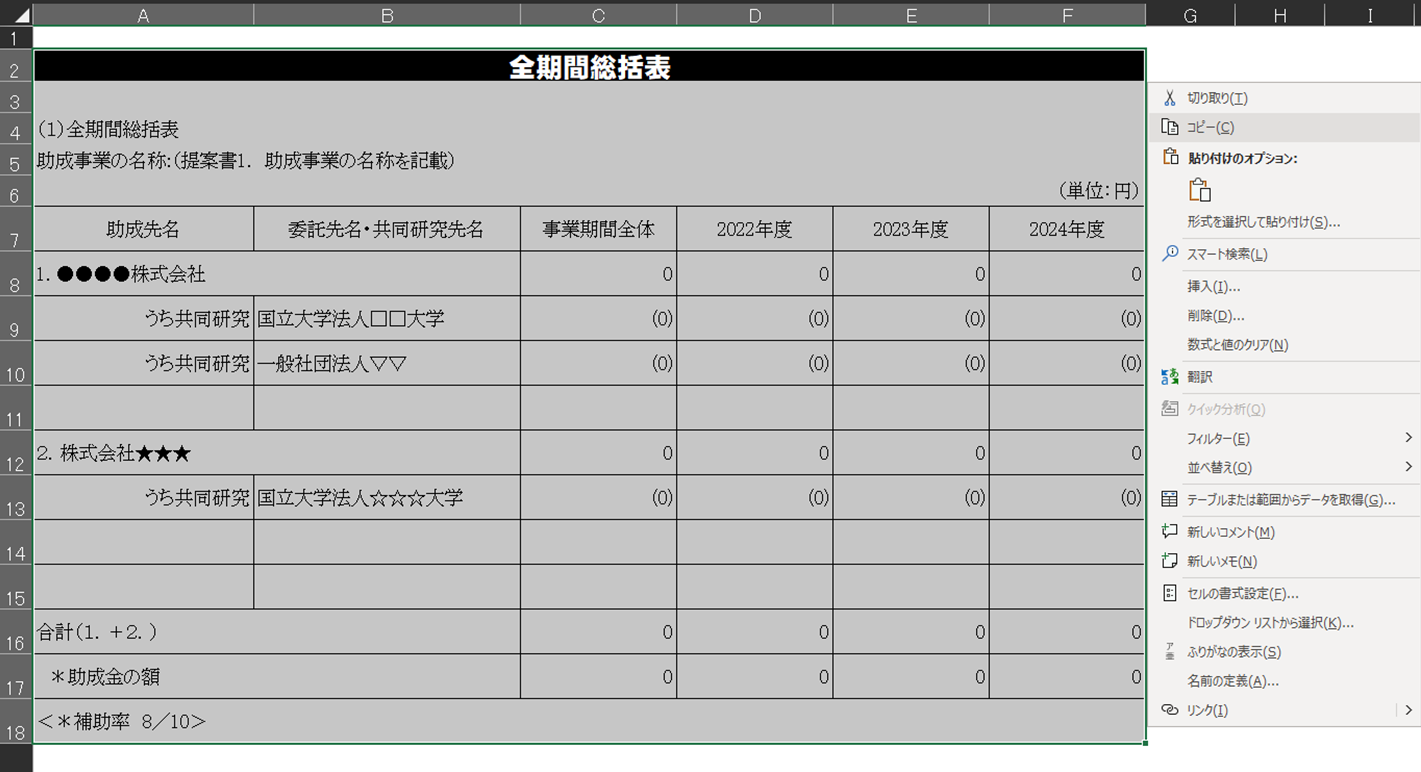 A B C D E F G H I
1
2 全期間総括表
3
4 (1)全期間総括表
5 助成事業の名称:(提案書1. 助成事業の名称を記載)
6 (単位:円)
7 助成先名 委託先名・共同研究先名 事業期間全体 2022年度 2023年度 2024年度
8 1. ●●●●株式会社 0 0 0 0
9 うち共同研究 国立大学法人□□大学 (0) (0) (0) (0)
10 うち共同研究 一般社団法人▽▽ (0) (0) (0) (0)
11
12 2. 株式会社★★★ 0 0 0 0
13 うち共同研究 国立大学法人☆☆☆大学 (0) (0) (0) (0)
14
15
16 合計(1. +2. ) 0 0 0 0
17 *助成金の額 0 0 0 0
18 <*補助率 8/10>
切り取り(T)
コピー(C)
貼り付けのオプション:
形式を選択して貼り付け(S)...
スマート検索(L)
挿入(I)...
削除(D)...
数式と値のクリア(N)
翻訳
クイック分析(Q)
フィルター(E)
並べ替え(O)
テーブルまたは範囲からデータを取得(G)...
新しいコメント(M)
新しいメモ(N)
セルの書式設定(F)...
ドロップダウン リストから選択(K)...
ふりがなの表示(S)
名前の定義(A)...
リンク(I)